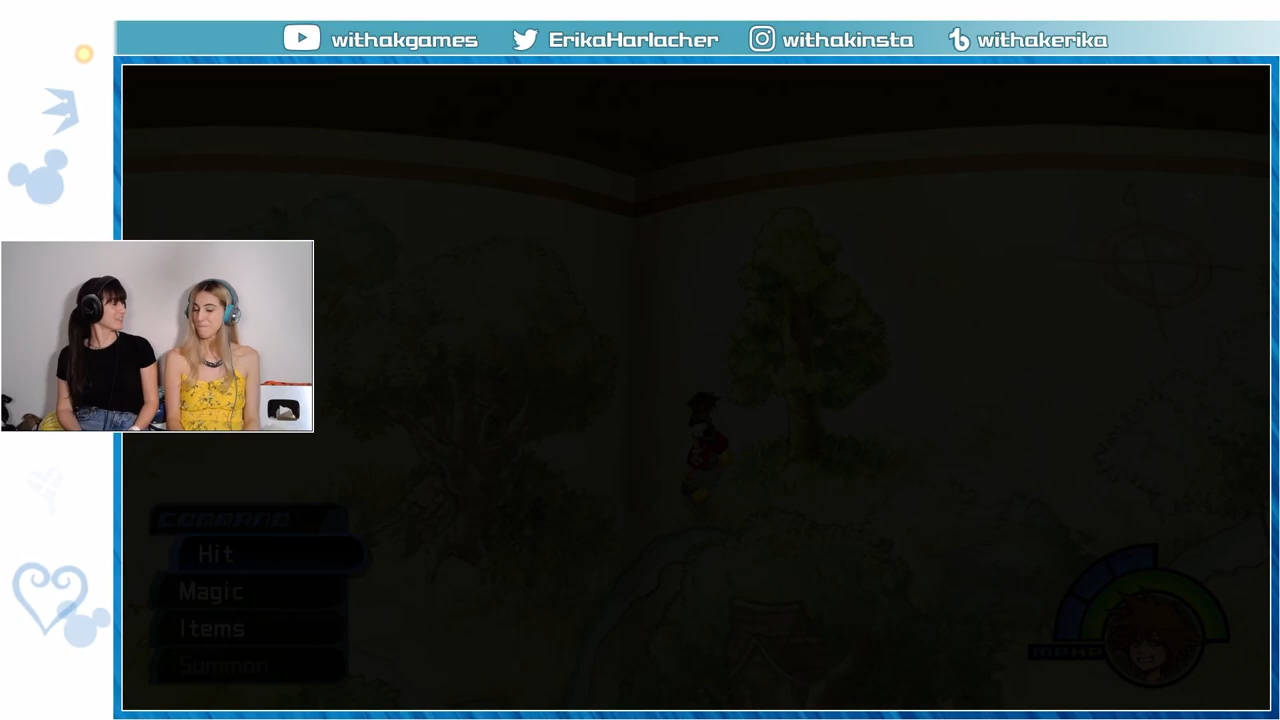 withakgames ErikaHarlacher withakinsta withakerika
COMMAND
Hit
Magic
Items
Summon